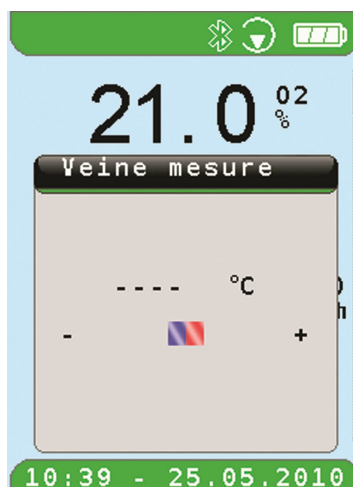 21.0 O2
%
Veine mesure
---- °C
h
- +
10:39 - 25.05.2010